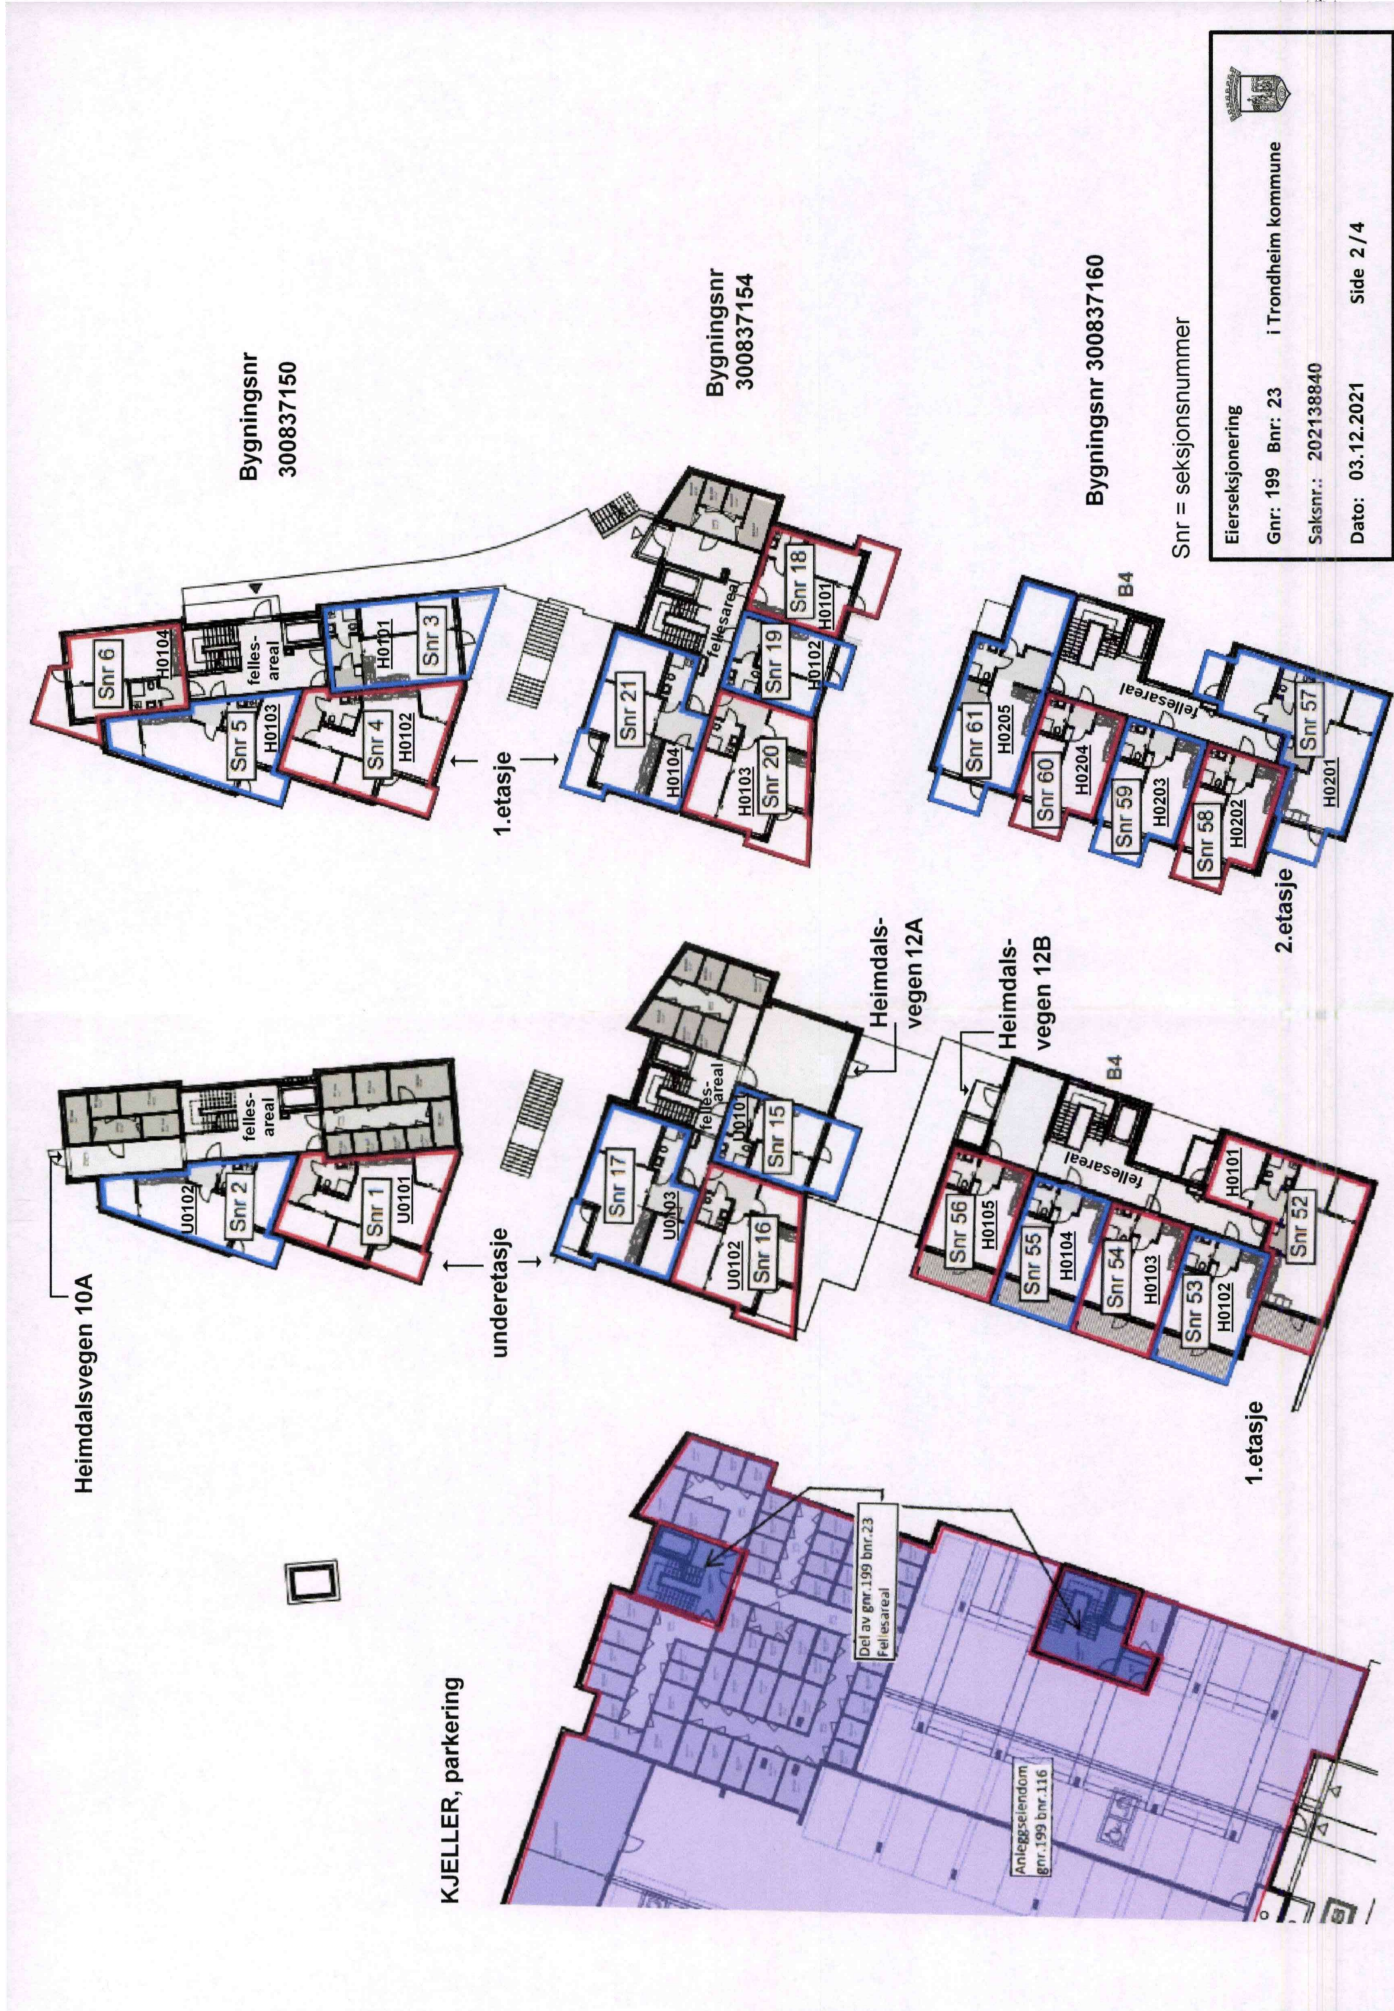 Heimdalsvegen 10A
KJELLER, parkering
Del av gnr.199 bnr.23
Fellesareal
Anleggseiendom
gnr.199 bnr.116
U0102
Snr 2
Snr 1
U0101
felles-
areal
underetasje
Snr 17
U0103
U0102
Snr 16
felles-
areal
U0101
Snr 15
Heimdals-
vegen 12A
Heimdals-
vegen 12B
B4
fellesareal
Snr 56
H0105
Snr 55
H0104
Snr 54
H0103
Snr 53
H0102
H0101
Snr 52
1.etasje
Snr 6
H0104
felles-
areal
Snr 5
H0103
Snr 4
H0102
H0101
Snr 3
Bygningsnr
300837150
1.etasje
Snr 21
H0104
H0103
Snr 20
fellesareal
Snr 19
H0102
Snr 18
H0101
Bygningsnr
300837154
Snr 61
H0205
Snr 60
H0204
Snr 59
H0203
Snr 58
H0202
fellesareal
B4
Snr 57
H0201
2.etasje
Bygningsnr 300837160
Snr = seksjonsnummer
Eierseksjonering
Gnr: 199 Bnr: 23 i Trondheim kommune
Saksnr.: 202138840
Dato: 03.12.2021 Side 2/4